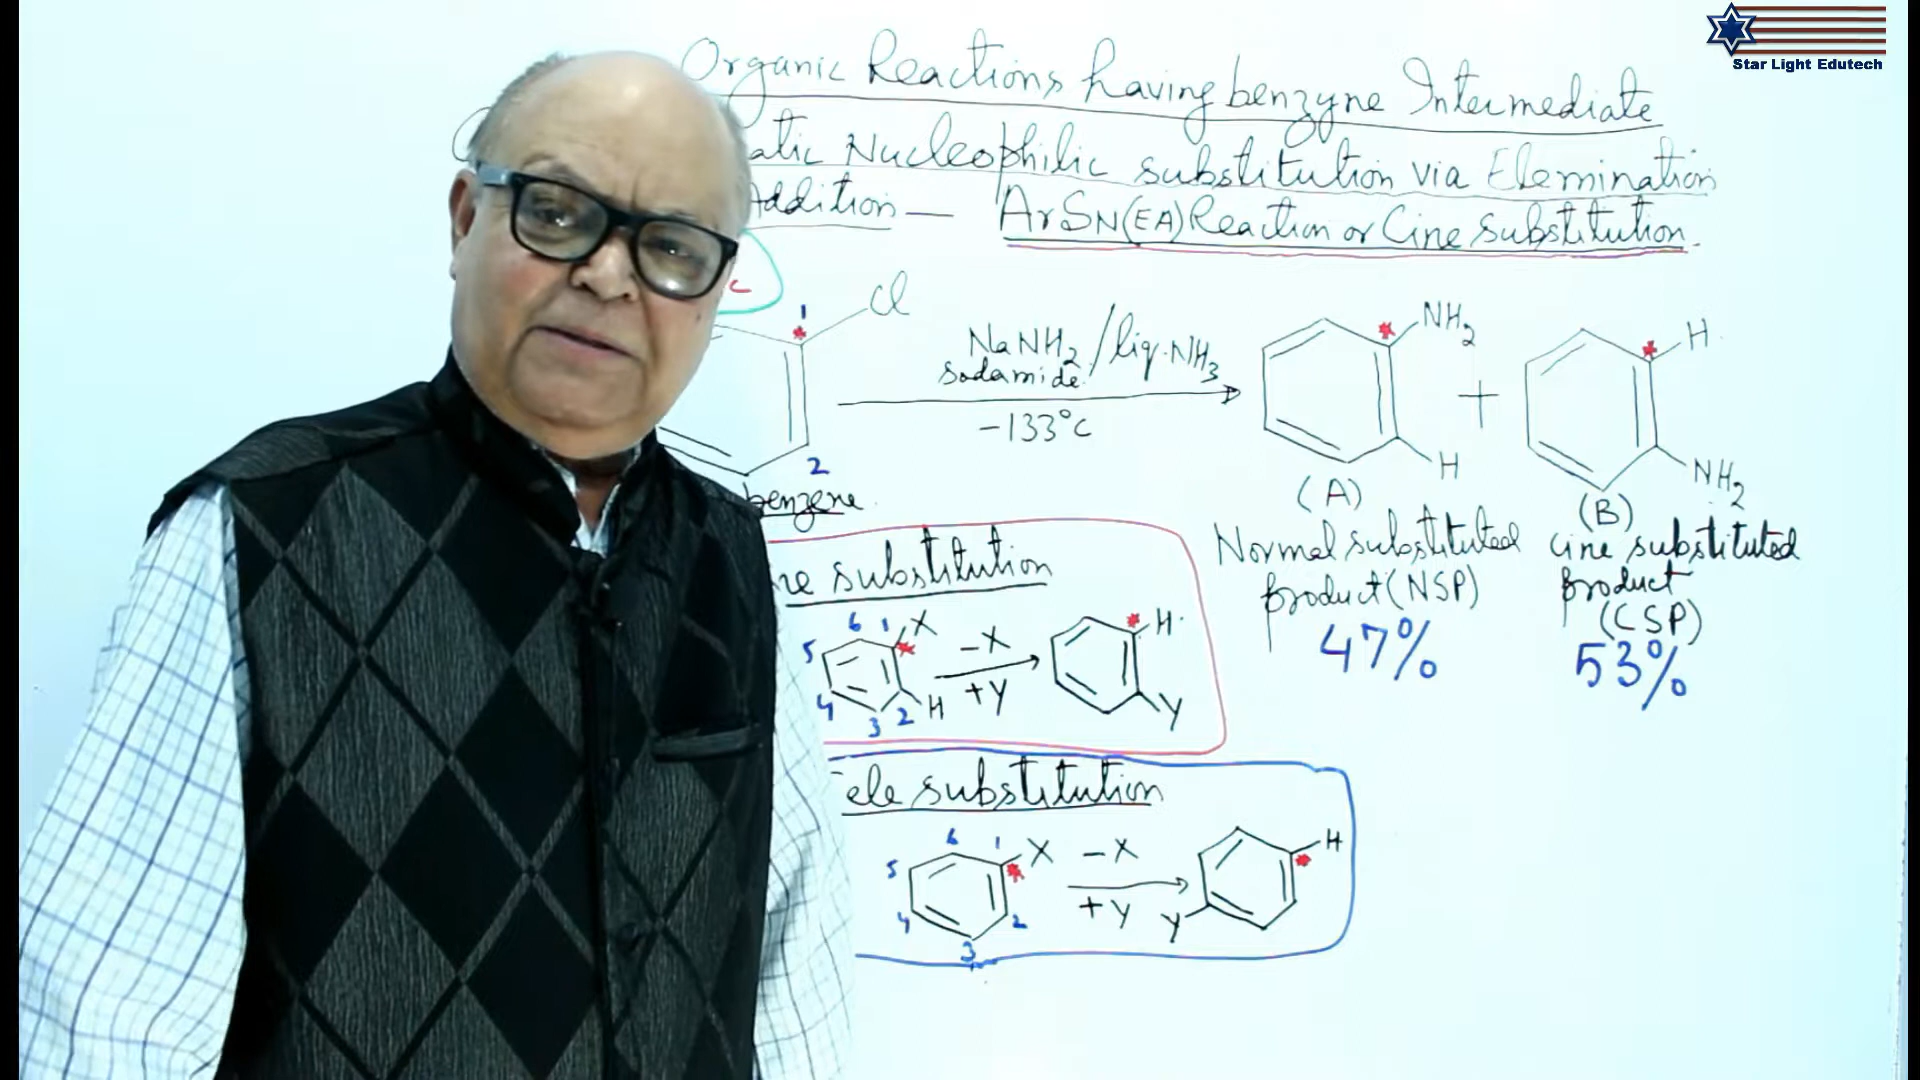 Star Light Edutech
Organic Reactions having benzyne Intermediate
Nucleophilic substitution via Elemination
Addition — ArSN(EA) Reaction or Cine substitution.
1
Cl
2
benzene.
NaNH2 / liq. NH3
sodamide
-133°C
NH2
H
+
H
NH2
(A)
(B)
Normal substituted
product (NSP)
47%
cine substituted
product
(CSP)
53%
substitution
6 1 X
5
4 3 2 H
-X
+Y
H
Y
substitution
6 1 X
5
4 2
3
-X
+Y
H
Y